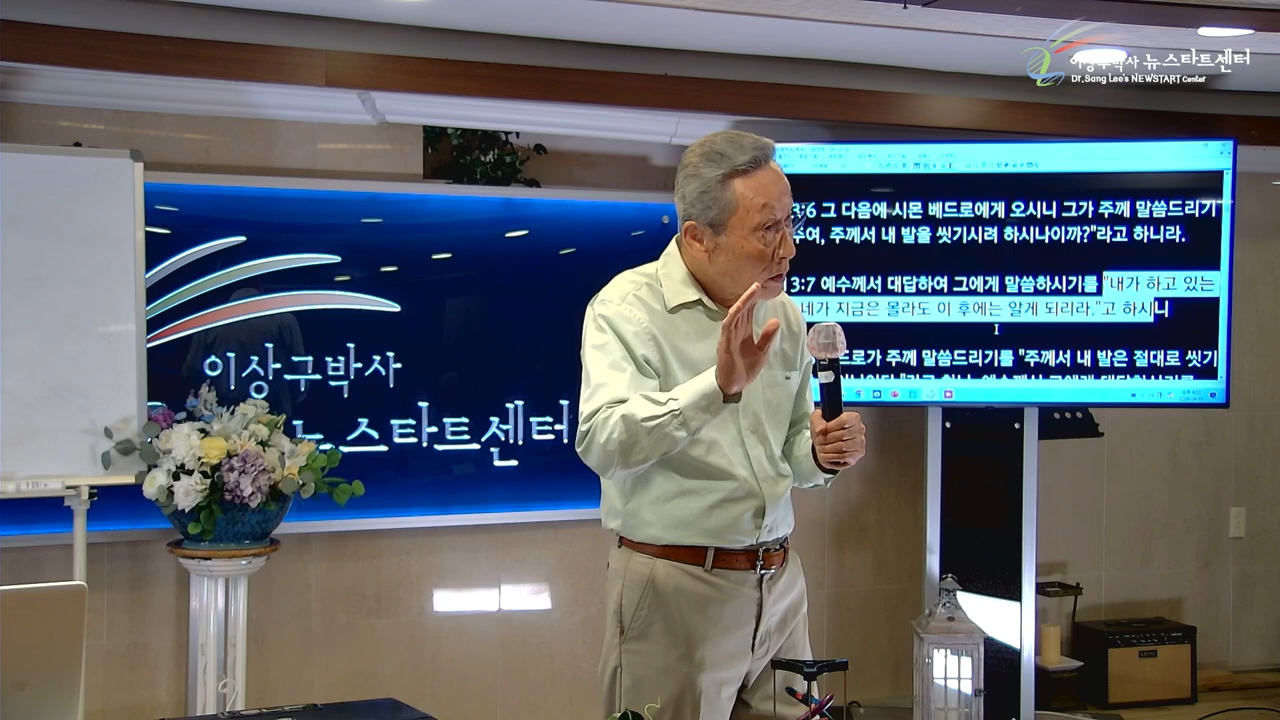 이상구박사 뉴스타트센터
Dr. Sang Lee's NEWSTART Center
이상구박사
뉴스타트센터
3:6 그 다음에 시몬 베드로에게 오시니 그가 주께 말씀드리기
주여, 주께서 내 발을 씻기시려 하시나이까?"라고 하니라.
3:7 예수께서 대답하여 그에게 말씀하시기를 "내가 하고 있는
네가 지금은 몰라도 이 후에는 알게 되리라."고 하시니
드로가 주께 말씀드리기를 "주께서 내 발은 절대로 씻기